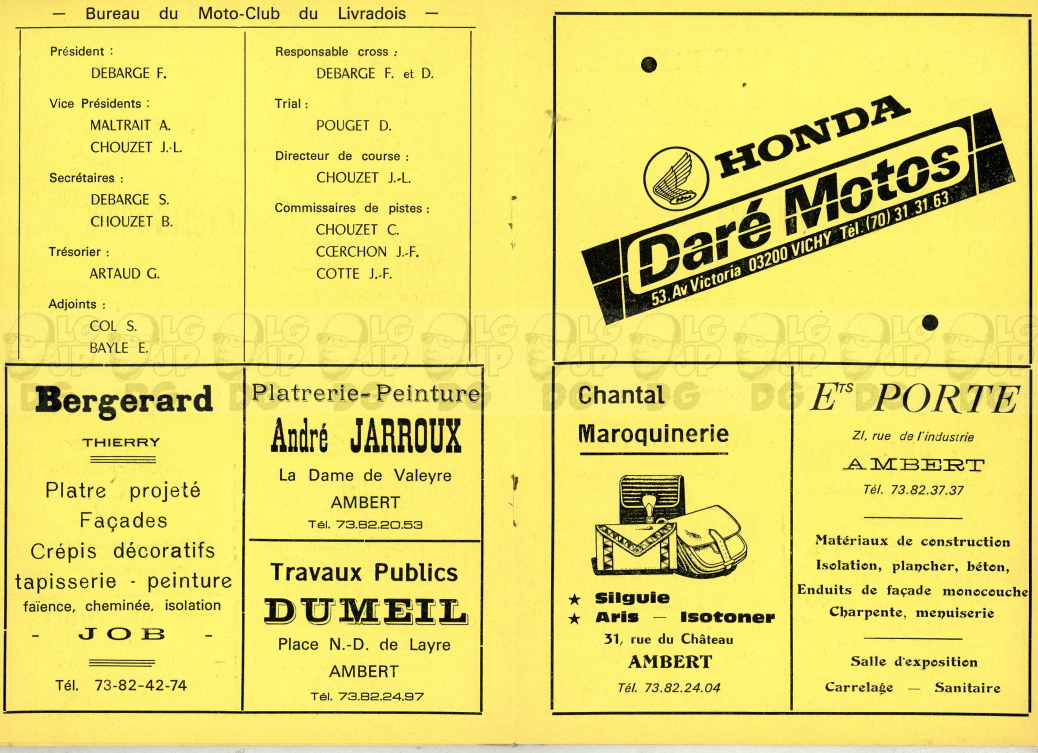 — Bureau du Moto-Club du Livradois —
Président :
DEBARGE F.
Vice Présidents :
MALTRAIT A.
CHOUZET J.-L.
Secrétaires :
DEBARGE S.
CHOUZET B.
Trésorier :
ARTAUD G.
Adjoints :
COL S.
BAYLE E.
Responsable cross :
DEBARGE F. et D.
Trial :
POUGET D.
Directeur de course :
CHOUZET J.-L.
Commissaires de pistes :
CHOUZET C.
CŒRCHON J.-F.
COTTE J.-F.
Bergerard
THIERRY
Platre projeté
Façades
Crépis décoratifs
tapisserie - peinture
faïence, cheminée, isolation
- JOB -
Tél. 73-82-42-74
Platrerie-Peinture
André JARROUX
La Dame de Valeyre
AMBERT
Tél. 73.82.20.53
Travaux Publics
DUMEIL
Place N.-D. de Layre
AMBERT
Tél. 73.82.24.97
HONDA
Daré Motos
53. Av Victoria 03200 VICHY Tél. (70) 31.31.63
Chantal
Maroquinerie
★ Silguie
★ Aris — Isotoner
31, rue du Château
AMBERT
Tél. 73.82.24.04
ETS PORTE
ZI, rue de l'industrie
AMBERT
Tél. 73.82.37.37
Matériaux de construction
Isolation, plancher, béton,
Enduits de façade monocouche
Charpente, menuiserie
Salle d'exposition
Carrelage — Sanitaire
LG JP DG